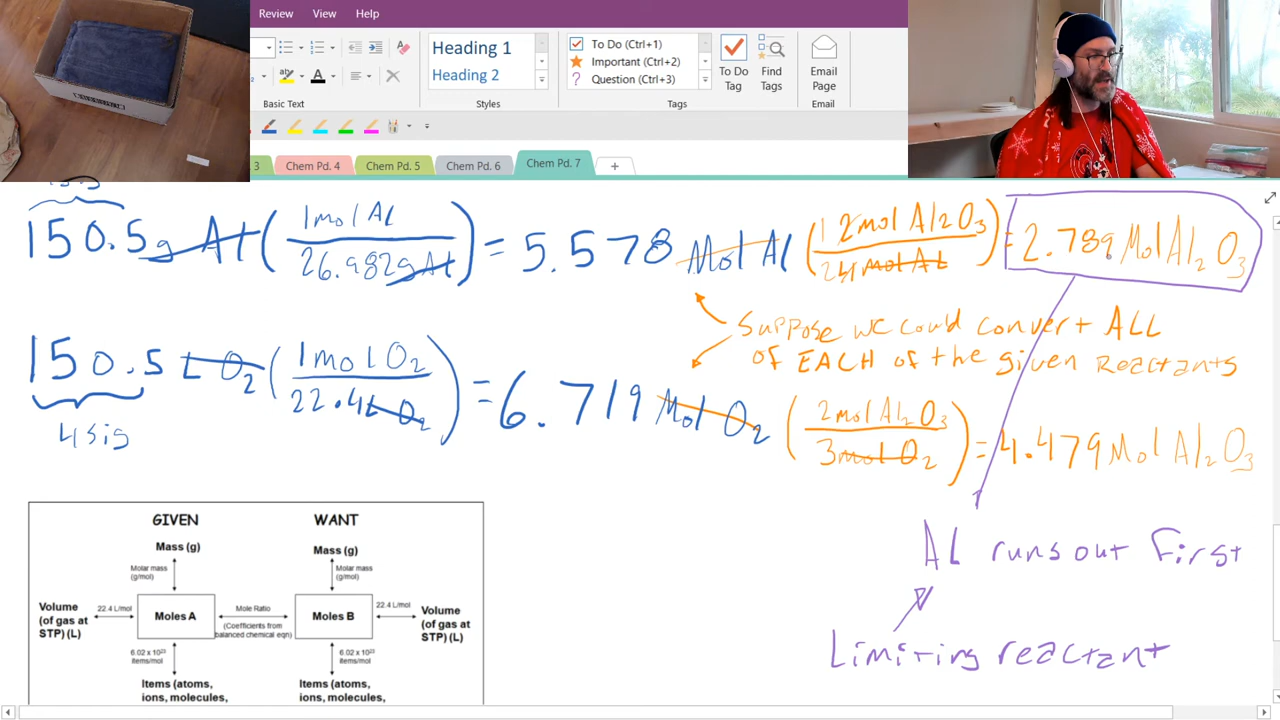 Review View Help
Heading 1
Heading 2
To Do (Ctrl+1)
Important (Ctrl+2)
? Question (Ctrl+3)
To Do Tag
Find Tags
Email Page
Basic Text
Styles
Tags
Email
3 Chem Pd. 4 Chem Pd. 5 Chem Pd. 6 Chem Pd. 7 +
150.5g Al (1mol AL / 26.982g Al) = 5.578 Mol Al (2mol Al2O3 / 4mol AL) = 2.789 Mol Al2O3
Suppose we could convert ALL
of EACH of the given Reactants
150.5 L O2 (1mol O2 / 22.4L O2) = 6.719 Mol O2 (2mol Al2O3 / 3mol O2) = 4.479 Mol Al2O3
4 sig
AL runs out First
Limiting reactant
GIVEN WANT
Mass (g) Mass (g)
Molar mass (g/mol) Molar mass (g/mol)
Volume (of gas at STP) (L)
22.4 L/mol
Moles A
Mole Ratio
(Coefficients from balanced chemical eqn)
Moles B
22.4 L/mol
Volume (of gas at STP) (L)
6.02 x 10²³ items/mol 6.02 x 10²³ items/mol
Items (atoms, Items (atoms,
ions, molecules, ions, molecules,